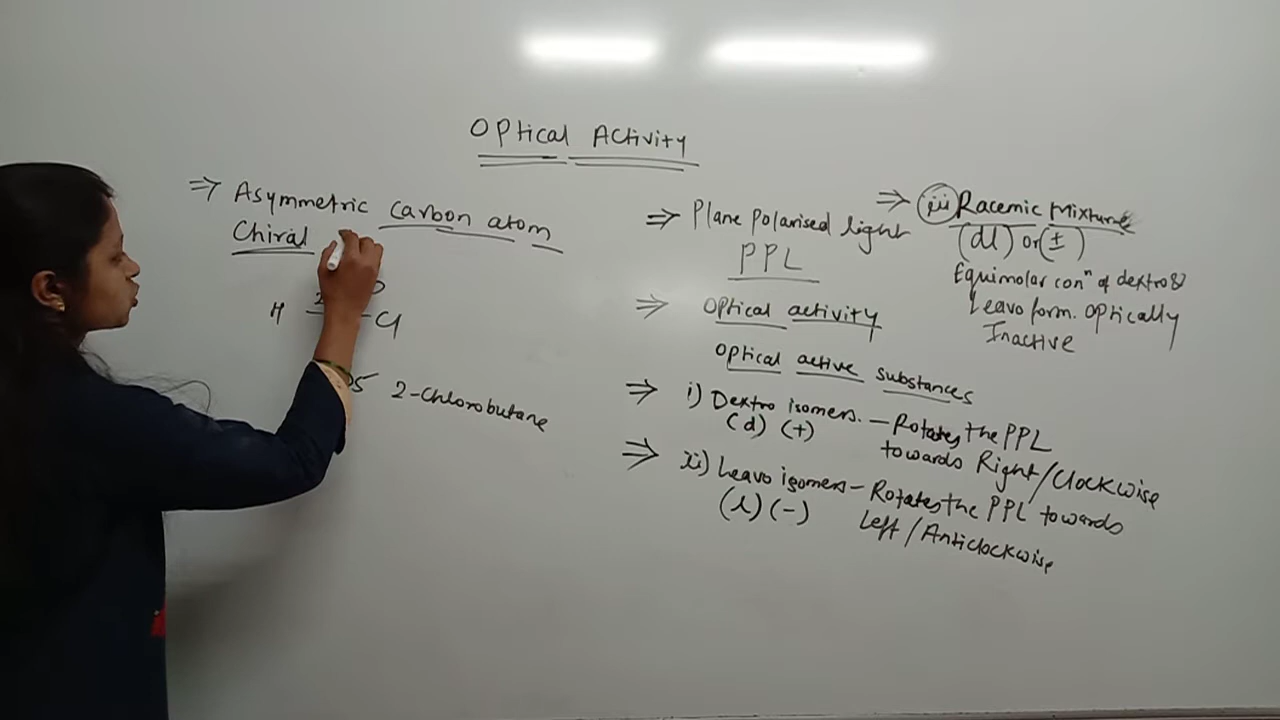 Optical Activity
⇒ Asymmetric carbon atom
Chiral
H
Cl
5 2-chlorobutane
⇒ Plane Polarised light
PPL
⇒ Optical activity
Optical active substances
⇒ i) Dextro isomers. – Rotates the PPL
(d) (+) towards Right/Clockwise
⇒ ii) Leavo isomers – Rotates the PPL towards
(l) (-) Left / Anticlockwise
⇒ iii) Racemic Mixture
(dl) or (±)
Equimolar conⁿ of dextro &
Leavo form. Optically
Inactive